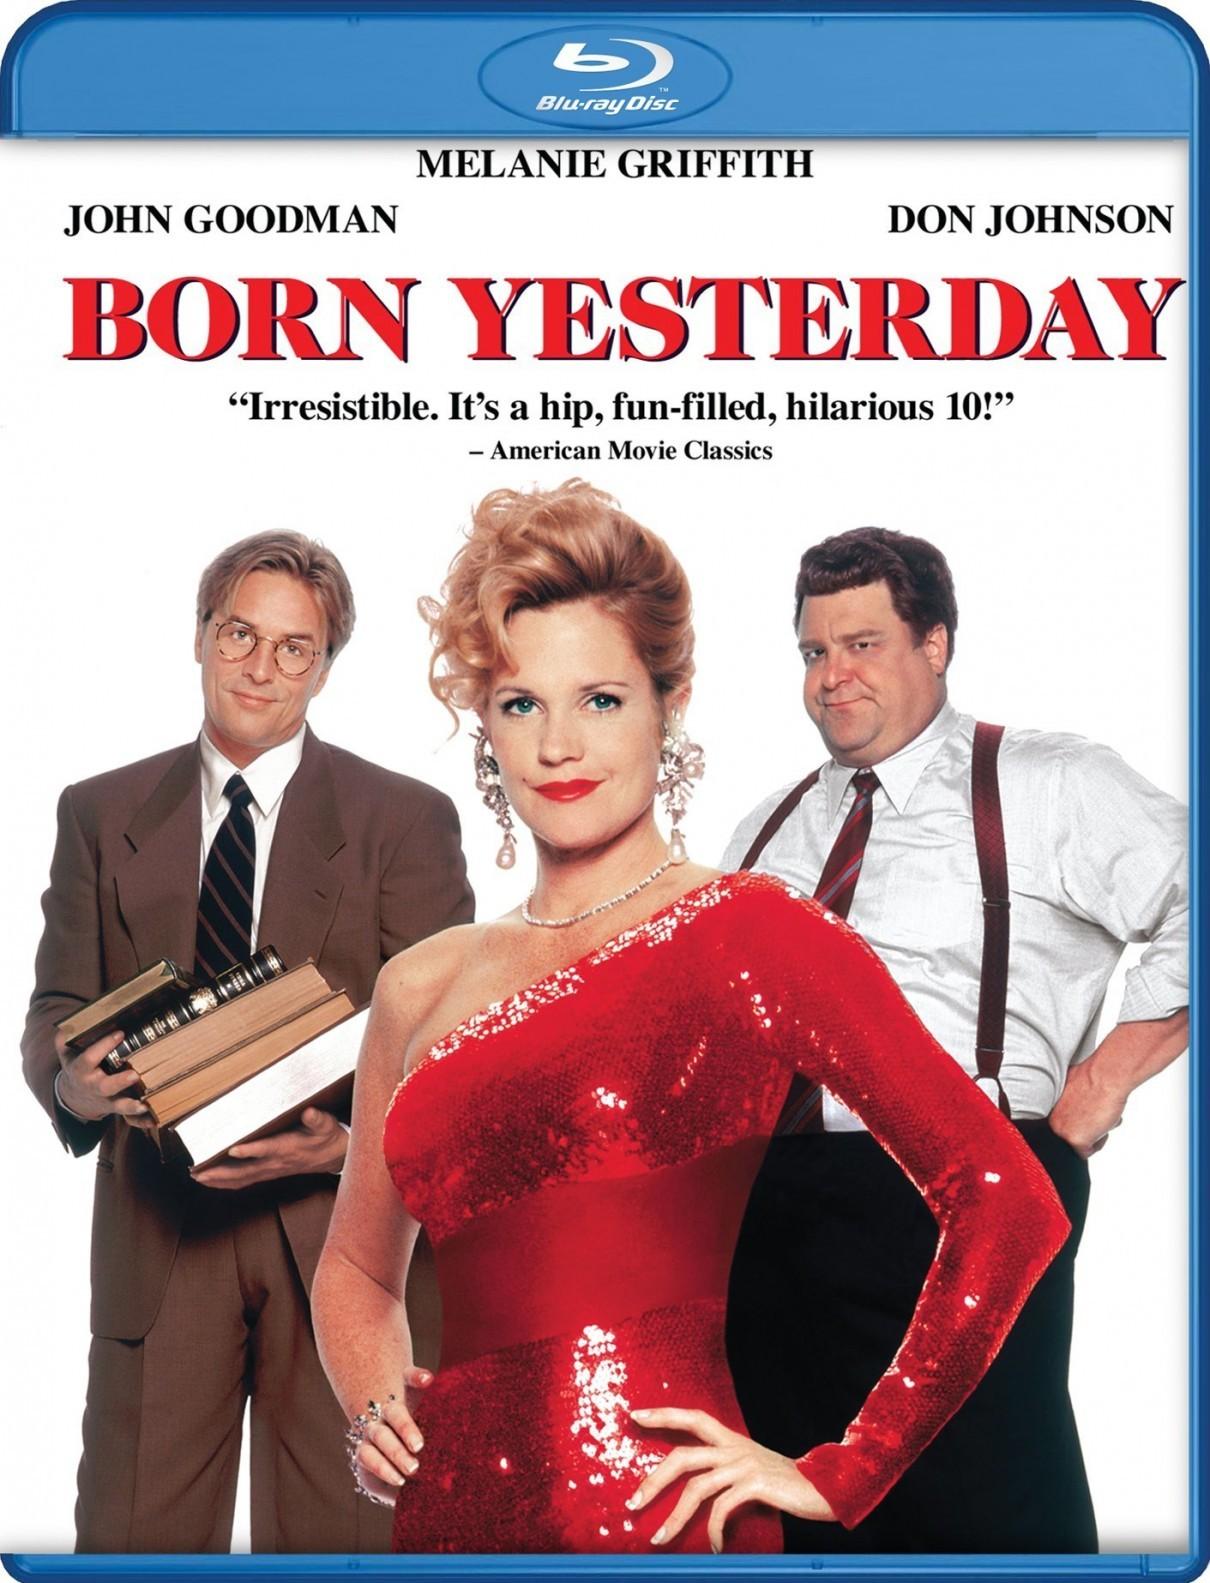 Blu-ray Disc
™
MELANIE GRIFFITH
JOHN GOODMAN DON JOHNSON
BORN YESTERDAY
“Irresistible. It’s a hip, fun-filled, hilarious 10!”
– American Movie Classics